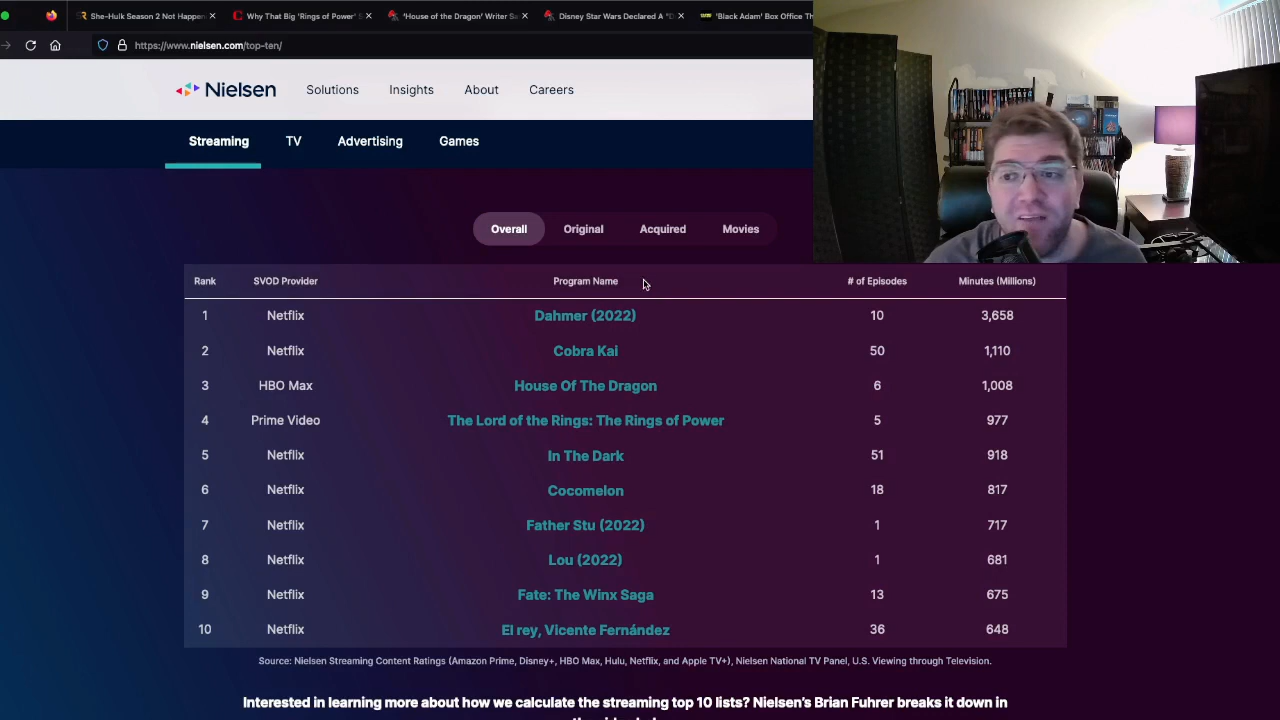 She-Hulk Season 2 Not Happen
Why That Big 'Rings of Power' S
'House of the Dragon' Writer Sa
Disney Star Wars Declared A "D
'Black Adam' Box Office Th
https://www.nielsen.com/top-ten/
Nielsen
Solutions
Insights
About
Careers
Streaming
TV
Advertising
Games
Overall
Original
Acquired
Movies
Rank SVOD Provider Program Name # of Episodes Minutes (Millions)
1 Netflix Dahmer (2022) 10 3,658
2 Netflix Cobra Kai 50 1,110
3 HBO Max House Of The Dragon 6 1,008
4 Prime Video The Lord of the Rings: The Rings of Power 5 977
5 Netflix In The Dark 51 918
6 Netflix Cocomelon 18 817
7 Netflix Father Stu (2022) 1 717
8 Netflix Lou (2022) 1 681
9 Netflix Fate: The Winx Saga 13 675
10 Netflix El rey, Vicente Fernández 36 648
Source: Nielsen Streaming Content Ratings (Amazon Prime, Disney+, HBO Max, Hulu, Netflix, and Apple TV+), Nielsen National TV Panel, U.S. Viewing through Television.
Interested in learning more about how we calculate the streaming top 10 lists? Nielsen's Brian Fuhrer breaks it down in